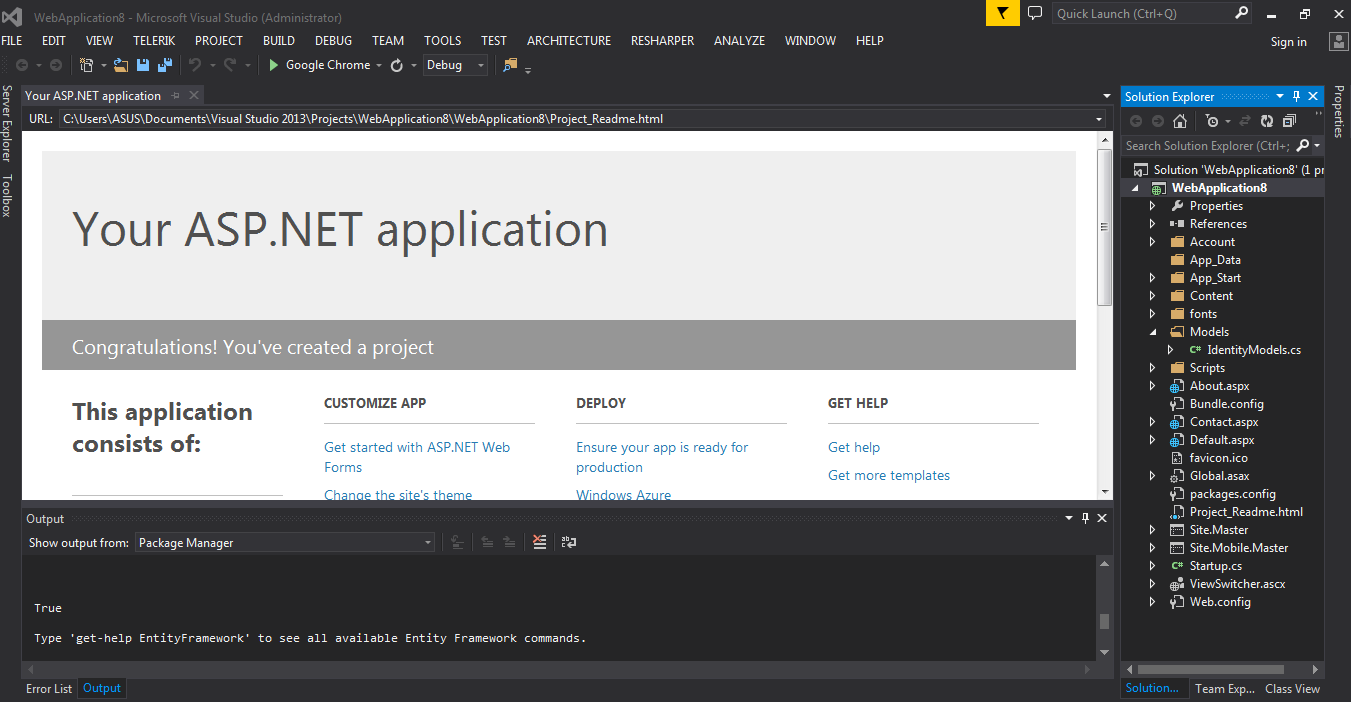 WebApplication8 - Microsoft Visual Studio (Administrator)
Quick Launch (Ctrl+Q)
FILE EDIT VIEW TELERIK PROJECT BUILD DEBUG TEAM TOOLS TEST ARCHITECTURE RESHARPER ANALYZE WINDOW HELP
Sign in
Google Chrome Debug
Server Explorer
Toolbox
Your ASP.NET application
URL: C:\Users\ASUS\Documents\Visual Studio 2013\Projects\WebApplication8\WebApplication8\Project_Readme.html
Your ASP.NET application
Congratulations! You've created a project
This application
consists of:
CUSTOMIZE APP
Get started with ASP.NET Web
Forms
Change the site's theme
DEPLOY
Ensure your app is ready for
production
Windows Azure
GET HELP
Get help
Get more templates
Output
Show output from: Package Manager
True
Type 'get-help EntityFramework' to see all available Entity Framework commands.
Error List Output
Solution Explorer
Search Solution Explorer (Ctrl+;
Solution 'WebApplication8' (1 pr
WebApplication8
Properties
References
Account
App_Data
App_Start
Content
fonts
Models
C# IdentityModels.cs
Scripts
About.aspx
Bundle.config
Contact.aspx
Default.aspx
favicon.ico
Global.asax
packages.config
Project_Readme.html
Site.Master
Site.Mobile.Master
C# Startup.cs
ViewSwitcher.ascx
Web.config
Solution... Team Exp... Class View
Properties